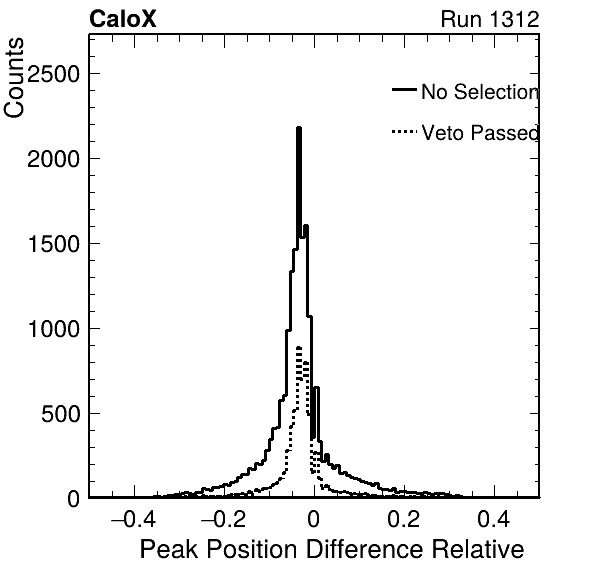 CaloX Run 1312
Counts
2500
2000
1500
1000
500
0
No Selection
Veto Passed
−0.4 −0.2 0 0.2 0.4
Peak Position Difference Relative